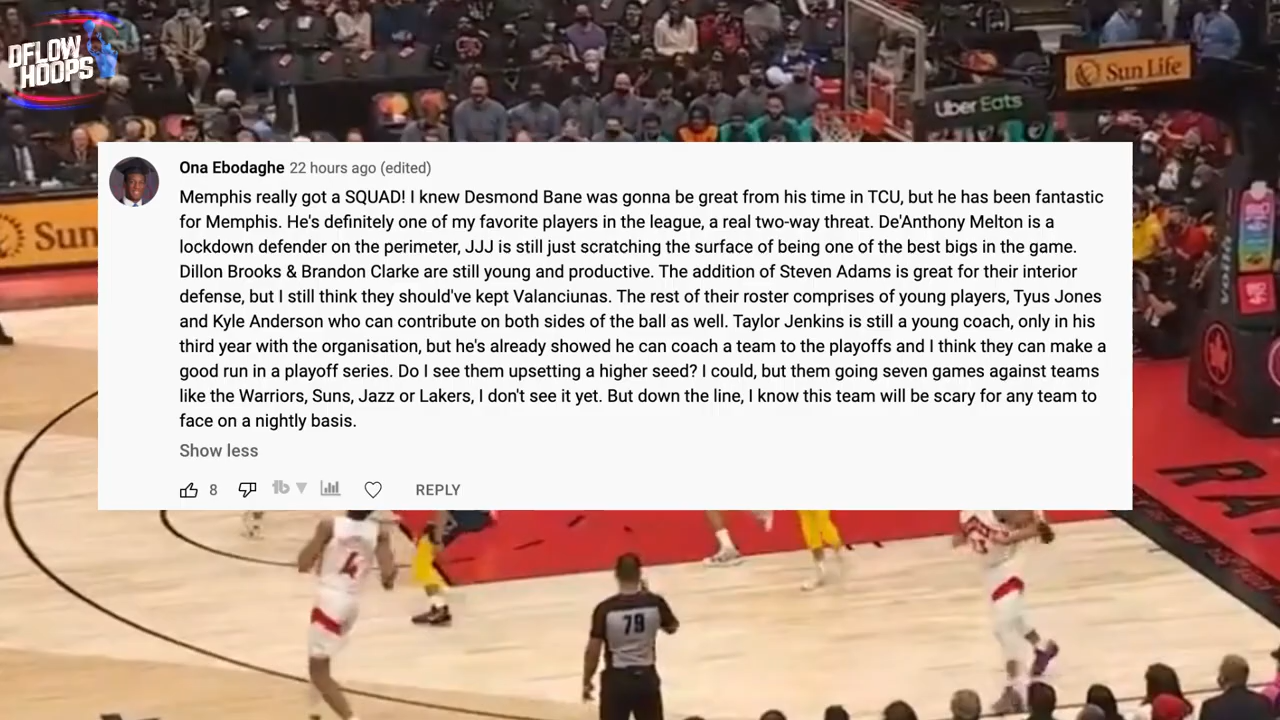 DFLOW
HOOPS
Sun Life
Uber Eats
Sun
Ona Ebodaghe 22 hours ago (edited)
Memphis really got a SQUAD! I knew Desmond Bane was gonna be great from his time in TCU, but he has been fantastic
for Memphis. He's definitely one of my favorite players in the league, a real two-way threat. De'Anthony Melton is a
lockdown defender on the perimeter, JJJ is still just scratching the surface of being one of the best bigs in the game.
Dillon Brooks & Brandon Clarke are still young and productive. The addition of Steven Adams is great for their interior
defense, but I still think they should've kept Valanciunas. The rest of their roster comprises of young players, Tyus Jones
and Kyle Anderson who can contribute on both sides of the ball as well. Taylor Jenkins is still a young coach, only in his
third year with the organisation, but he's already showed he can coach a team to the playoffs and I think they can make a
good run in a playoff series. Do I see them upsetting a higher seed? I could, but them going seven games against teams
like the Warriors, Suns, Jazz or Lakers, I don't see it yet. But down the line, I know this team will be scary for any team to
face on a nightly basis.
Show less
8 REPLY
RA
4
79